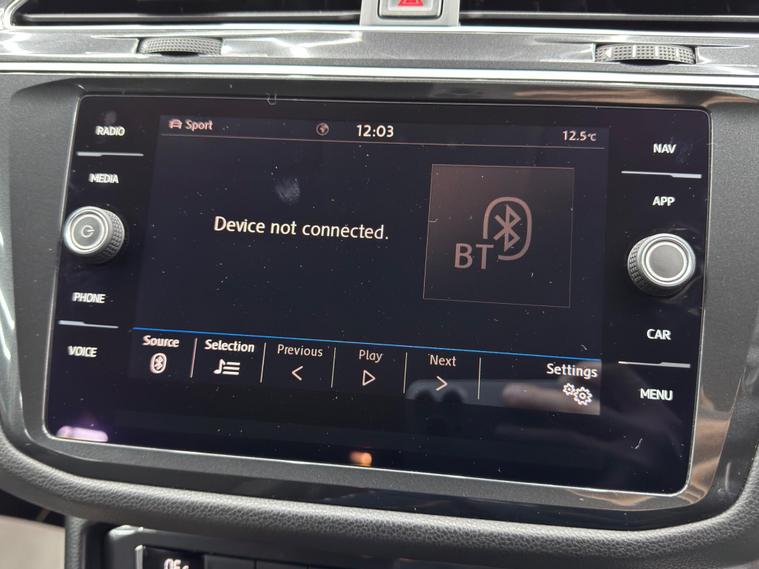 RADIO
MEDIA
PHONE
VOICE
Sport
12:03
12.5°C
Device not connected.
BT
Source
Selection
Previous
Play
Next
Settings
NAV
APP
CAR
MENU